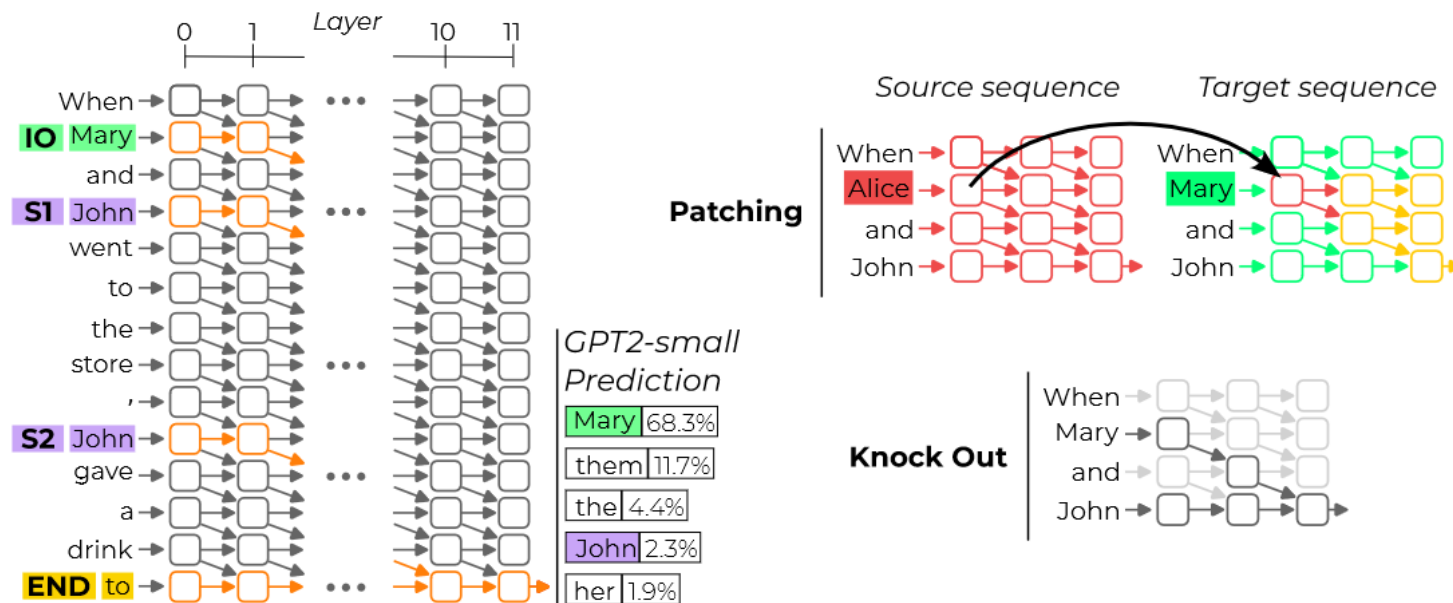 Layer
0 1 10 11
When
IO Mary
and
S1 John
went
to
the
store
,
S2 John
gave
a
drink
END to
GPT2-small
Prediction
Mary 68.3%
them 11.7%
the 4.4%
John 2.3%
her 1.9%
Patching
Source sequence
When
Alice
and
John
Target sequence
When
Mary
and
John
Knock Out
When
Mary
and
John